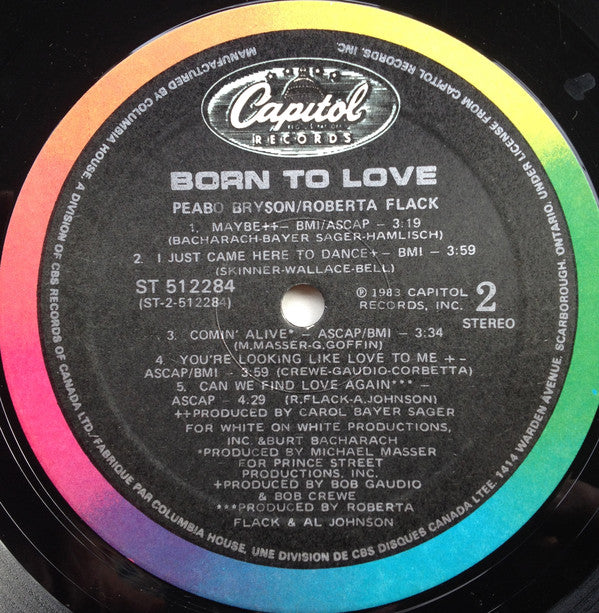 Capitol
RECORDS
BORN TO LOVE
PEABO BRYSON/ROBERTA FLACK
1. MAYBE++– BMI/ASCAP – 3:19
(BACHARACH-BAYER SAGER-HAMLISCH)
2. I JUST CAME HERE TO DANCE+ – BMI – 3:59
(SKINNER-WALLACE-BELL)
ST 512284
(ST-2-512284)
℗1983 CAPITOL
RECORDS, INC.
2
STEREO
3. COMIN' ALIVE* – ASCAP/BMI – 3:34
(M.MASSER-G.GOFFIN)
4. YOU'RE LOOKING LIKE LOVE TO ME + –
ASCAP/BMI – 3:59 (CREWE-GAUDIO-CORBETTA)
5. CAN WE FIND LOVE AGAIN*** –
ASCAP – 4.29 (R.FLACK-A.JOHNSON)
++PRODUCED BY CAROL BAYER SAGER
FOR WHITE ON WHITE PRODUCTIONS,
INC. &BURT BACHARACH
*PRODUCED BY MICHAEL MASSER
FOR PRINCE STREET
PRODUCTIONS, INC.
+PRODUCED BY BOB GAUDIO
& BOB CREWE
***PRODUCED BY ROBERTA
FLACK & AL JOHNSON
MANUFACTURED BY COLUMBIA HOUSE, A DIVISION OF CBS RECORDS OF CANADA LTD./FABRIQUÉ PAR COLUMBIA HOUSE, UNE DIVISION DE CBS DISQUES CANADA LTEE. 1414 WARDEN AVENUE, SCARBOROUGH, ONTARIO. UNDER LICENSE FROM CAPITOL RECORDS, INC.